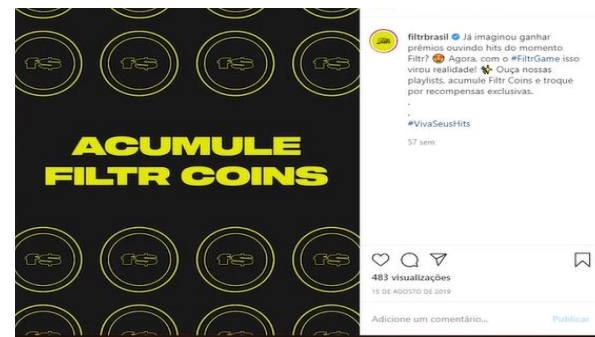 f$ f$ f$ f$
ACUMULE
FILTR COINS
f$ f$ f$ f$
filtrbrasil Já imaginou ganhar
prêmios ouvindo hits do momento
Filtr? Agora, com o #FiltrGame isso
virou realidade! Ouça nossas
playlists, acumule Filtr Coins e troque
por recompensas exclusivas.
.
.
#VivaSeusHits
57 sem
483 visualizações
15 DE AGOSTO DE 2019
Adicione um comentário...
Publicar